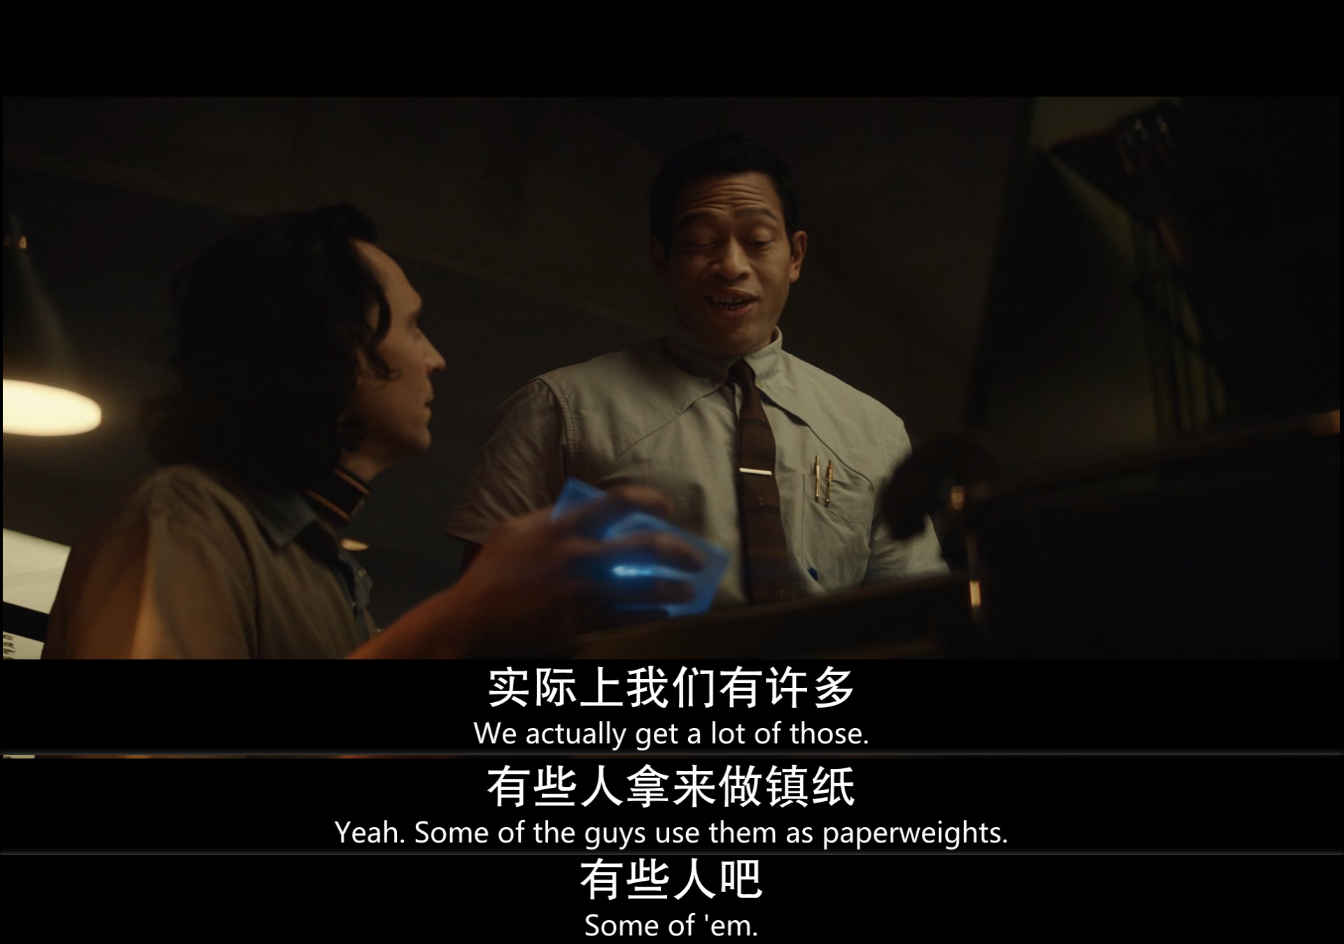 实际上我们有许多
We actually get a lot of those.
有些人拿来做镇纸
Yeah. Some of the guys use them as paperweights.
有些人吧
Some of 'em.